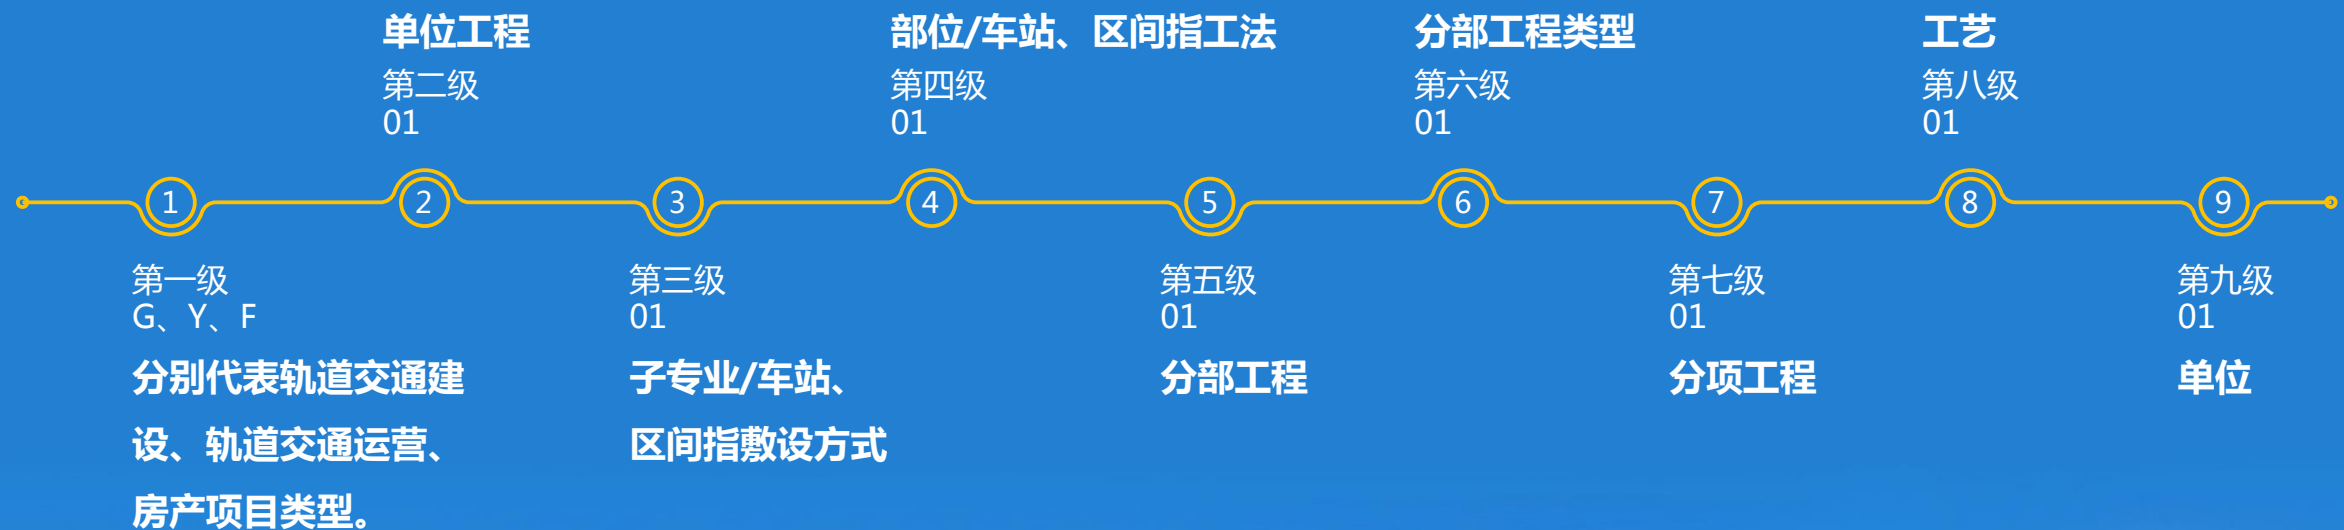 单位工程
第二级
01
部位/车站、区间指工法
第四级
01
分部工程类型
第六级
01
工艺
第八级
01
1
2
3
4
5
6
7
8
9
第一级
G、Y、F
分别代表轨道交通建
设、轨道交通运营、
房产项目类型。
第三级
01
子专业/车站、
区间指敷设方式
第五级
01
分部工程
第七级
01
分项工程
第九级
01
单位